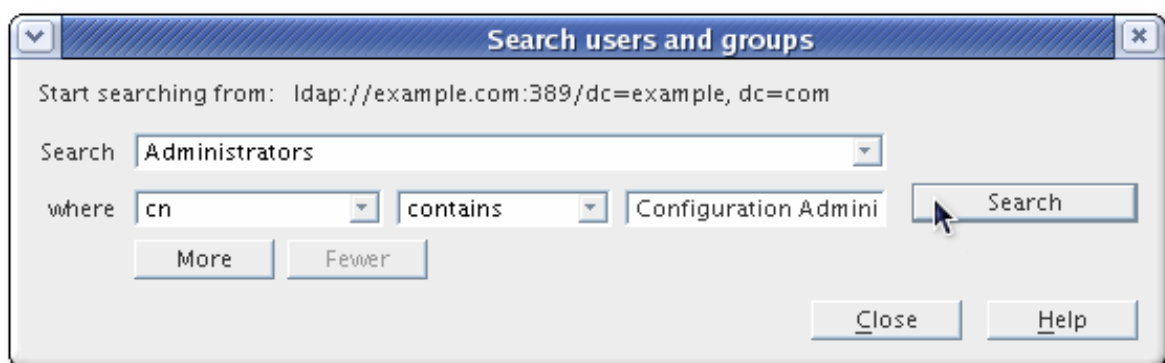 Search users and groups
Start searching from: ldap://example.com:389/dc=example, dc=com
Search Administrators
where cn contains Configuration Admini Search
More Fewer
Close Help